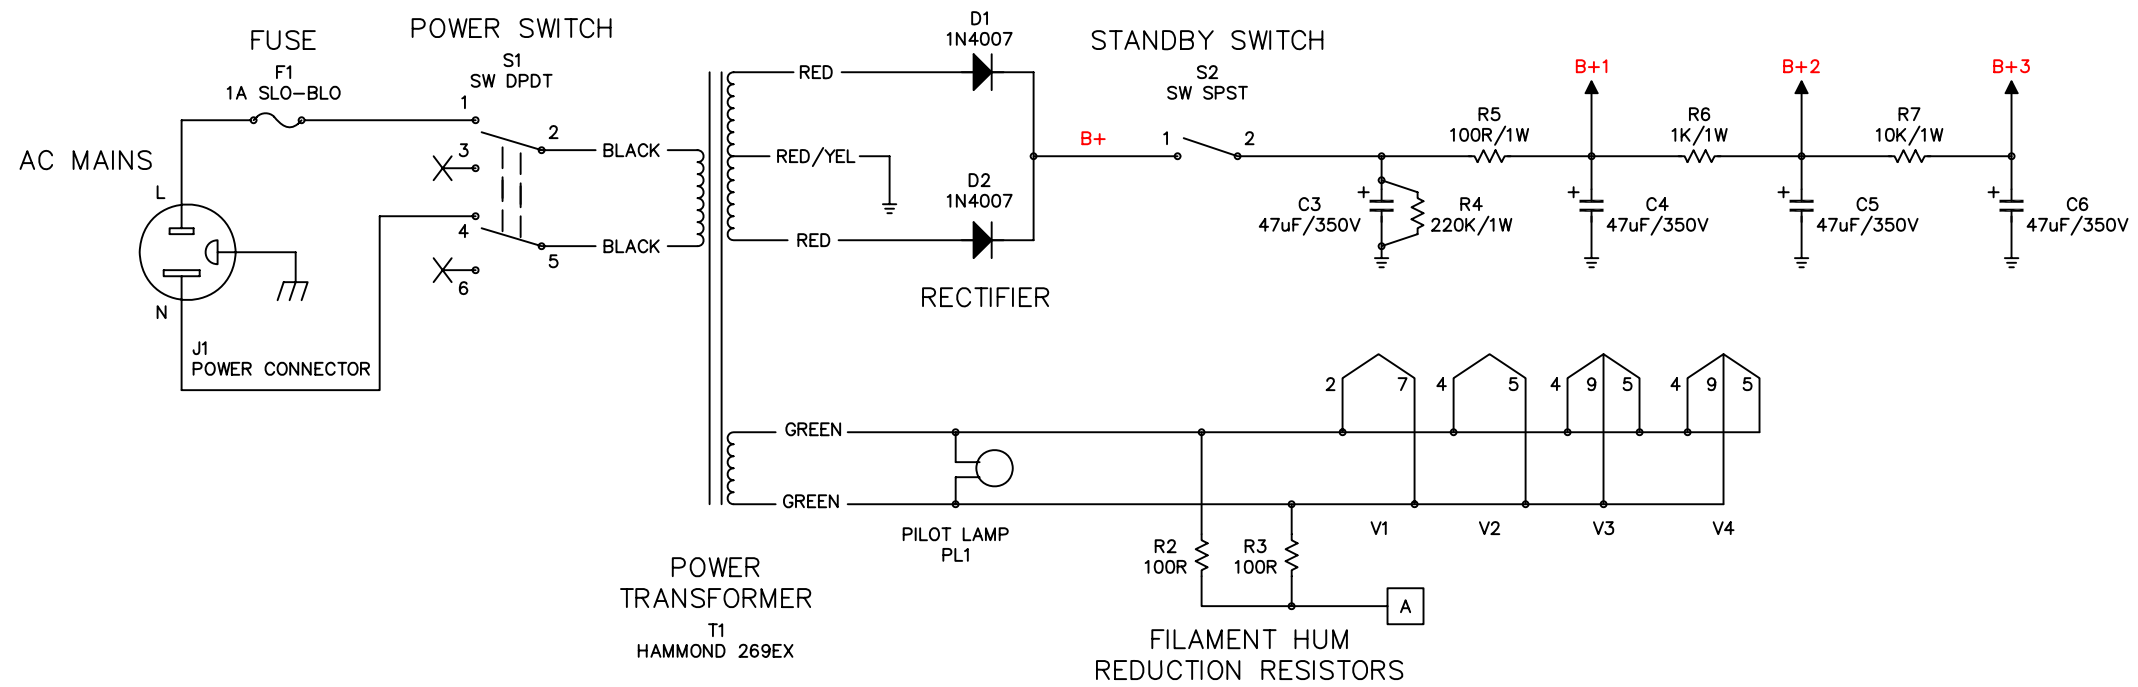 FUSE
F1
1A SLO-BLO
POWER SWITCH
S1
SW DPDT
1
2
3
4
5
6
AC MAINS
L
N
J1
POWER CONNECTOR
BLACK
BLACK
RED
RED/YEL
RED
D1
1N4007
D2
1N4007
RECTIFIER
B+
STANDBY SWITCH
S2
SW SPST
1
2
C3
47uF/350V
R4
220K/1W
R5
100R/1W
B+1
C4
47uF/350V
R6
1K/1W
B+2
C5
47uF/350V
R7
10K/1W
B+3
C6
47uF/350V
GREEN
GREEN
POWER
TRANSFORMER
T1
HAMMOND 269EX
PILOT LAMP
PL1
R2
100R
R3
100R
A
FILAMENT HUM
REDUCTION RESISTORS
2 7
V1
4 5
V2
4 9 5
V3
4 9 5
V4